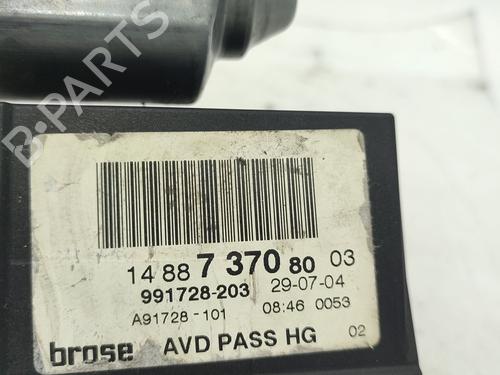 B-PARTS
14 88 7 370 80 03
991728-203 29-07-04
A91728-101 08:46 0053
brose AVD PASS HG 02